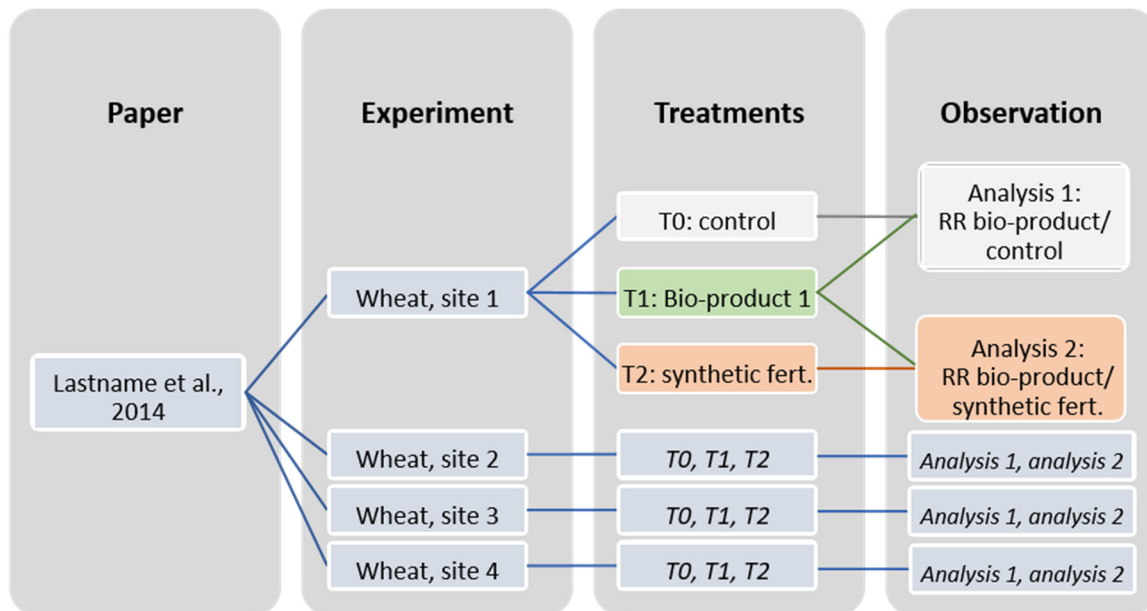 Paper
Experiment
Treatments
Observation
Lastname et al.,
2014
Wheat, site 1
T0: control
T1: Bio-product 1
T2: synthetic fert.
Analysis 1:
RR bio-product/
control
Analysis 2:
RR bio-product/
synthetic fert.
Wheat, site 2
T0, T1, T2
Analysis 1, analysis 2
Wheat, site 3
T0, T1, T2
Analysis 1, analysis 2
Wheat, site 4
T0, T1, T2
Analysis 1, analysis 2